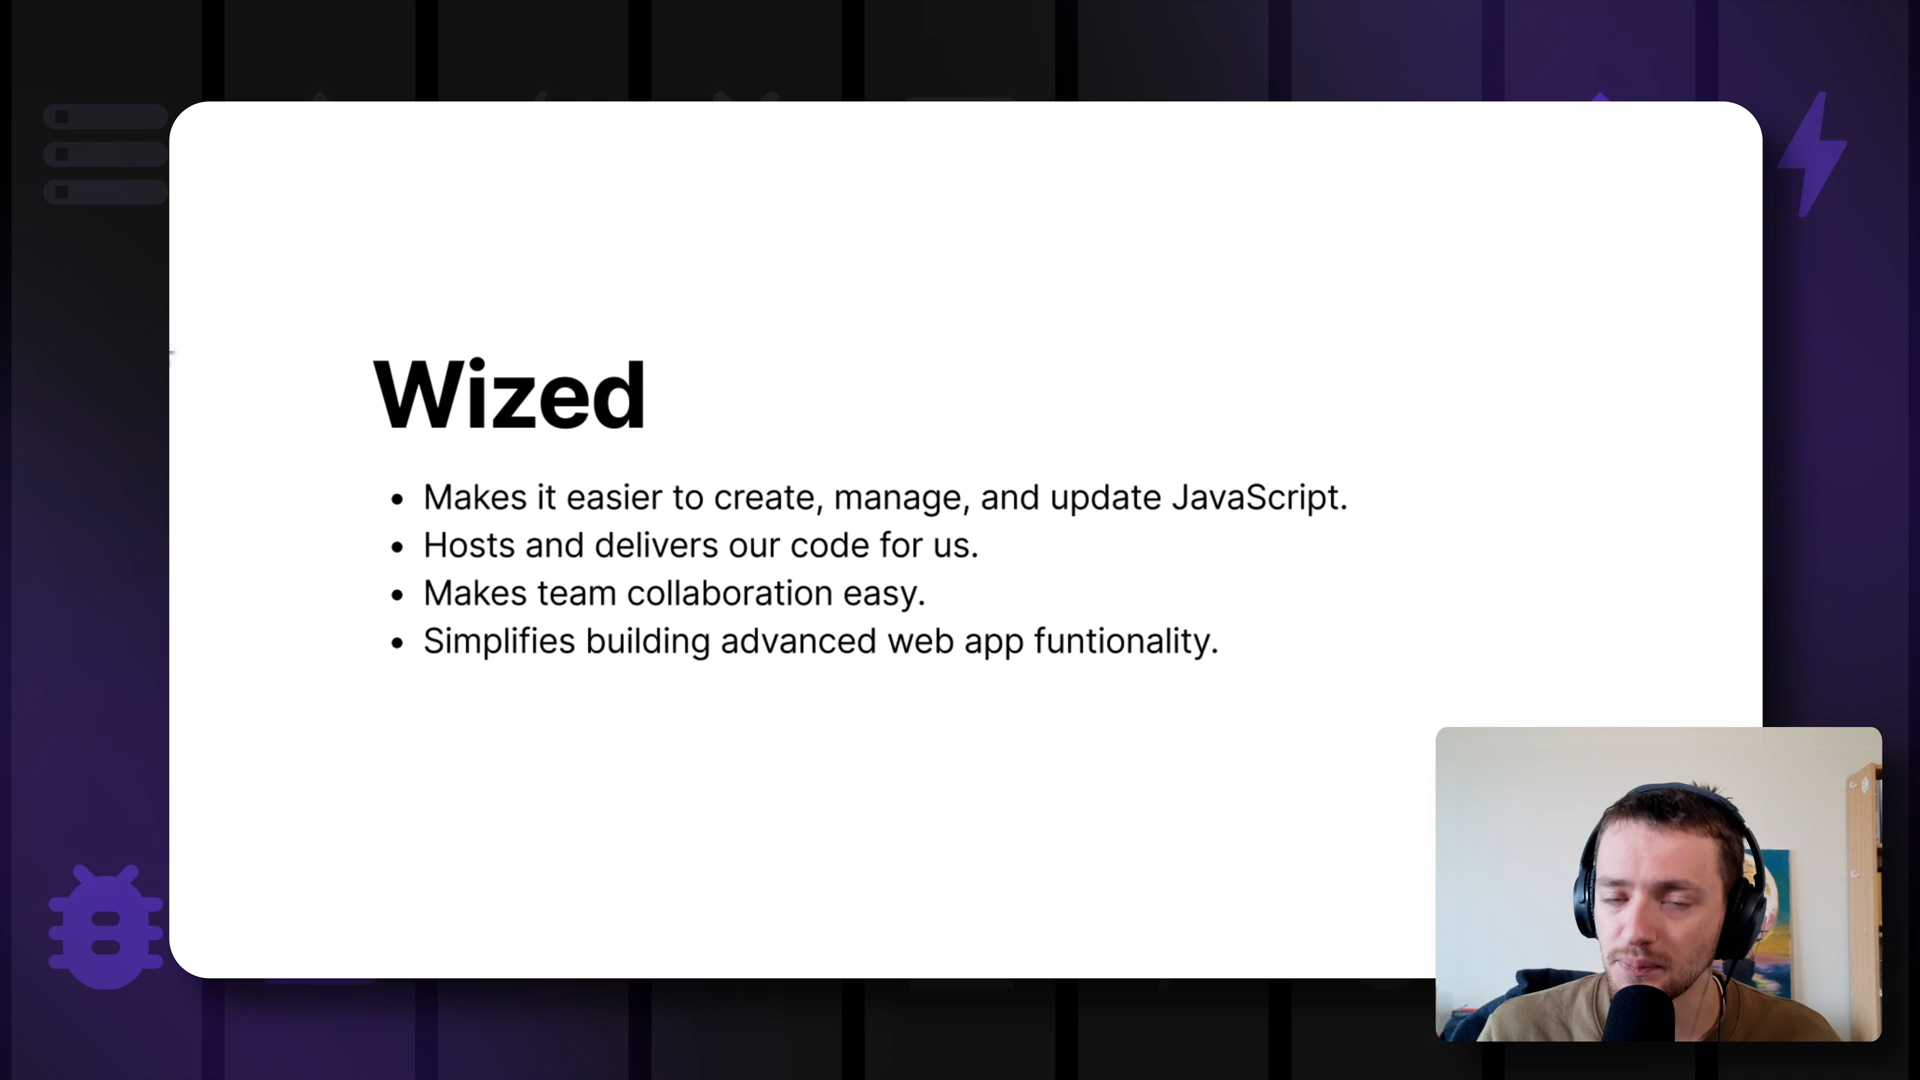 Wized
• Makes it easier to create, manage, and update JavaScript.
• Hosts and delivers our code for us.
• Makes team collaboration easy.
• Simplifies building advanced web app funtionality.